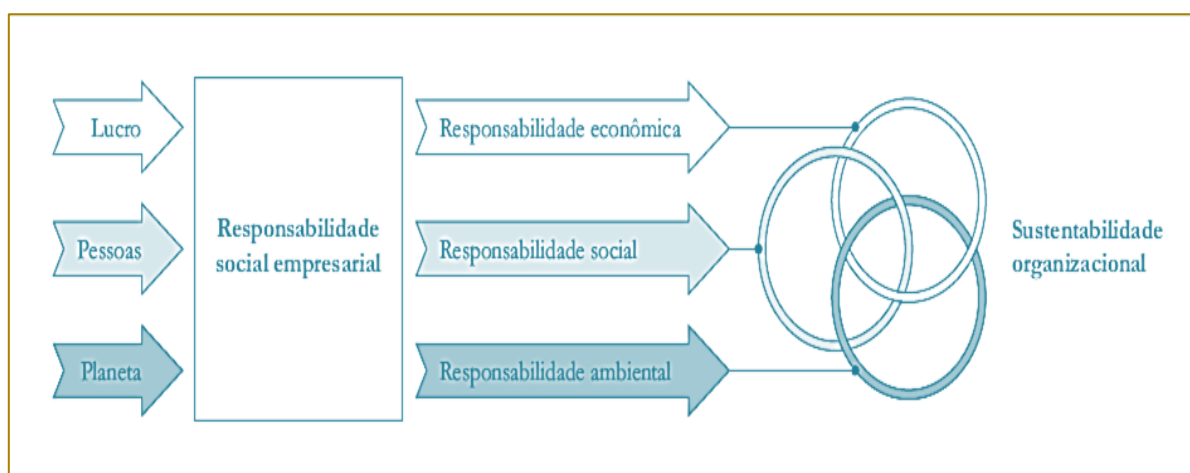 Lucro
Responsabilidade econômica
Pessoas
Responsabilidade
social empresarial
Responsabilidade social
Sustentabilidade
organizacional
Planeta
Responsabilidade ambiental